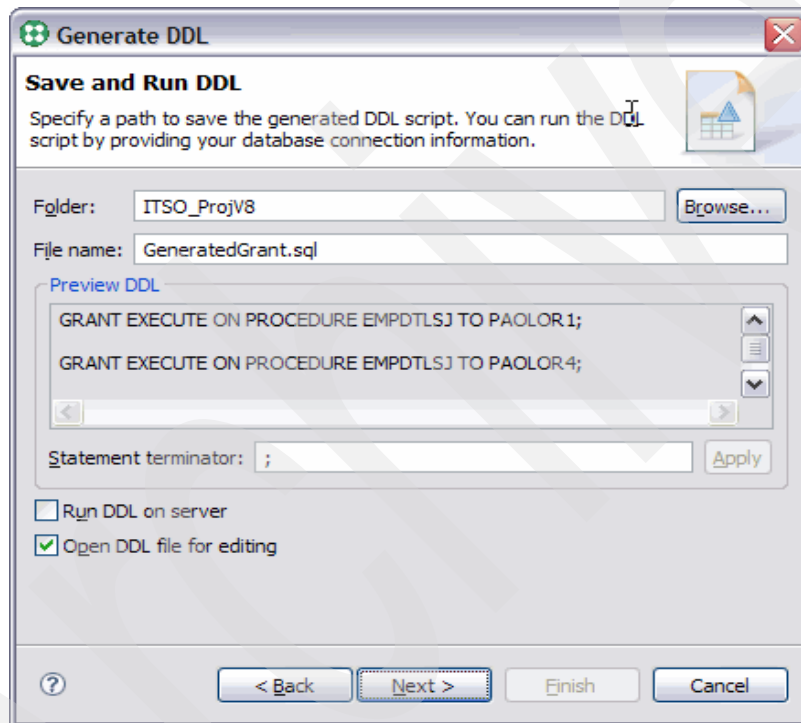 Generate DDL
Save and Run DDL
Specify a path to save the generated DDL script. You can run the DDL
script by providing your database connection information.
Folder: ITSO_ProjV8 Browse...
File name: GeneratedGrant.sql
Preview DDL
GRANT EXECUTE ON PROCEDURE EMPDTLSJ TO PAOLOR1;
GRANT EXECUTE ON PROCEDURE EMPDTLSJ TO PAOLOR4;
Statement terminator: ; Apply
Run DDL on server
Open DDL file for editing
? < Back Next > Finish Cancel